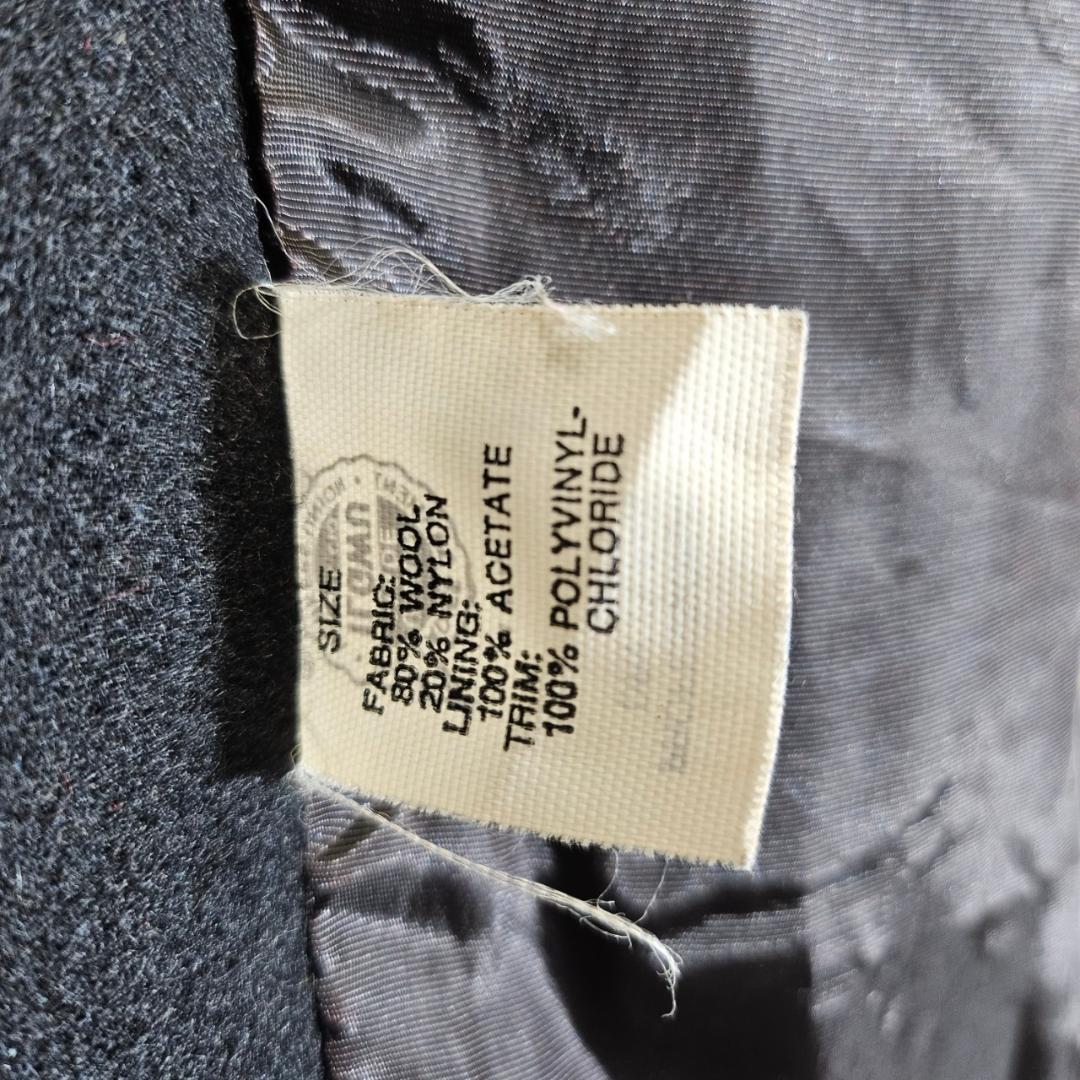 SIZE
FABRIC:
80% WOOL
20% NYLON
LINING:
100% ACETATE
TRIM:
100% POLYVINYL-
CHLORIDE